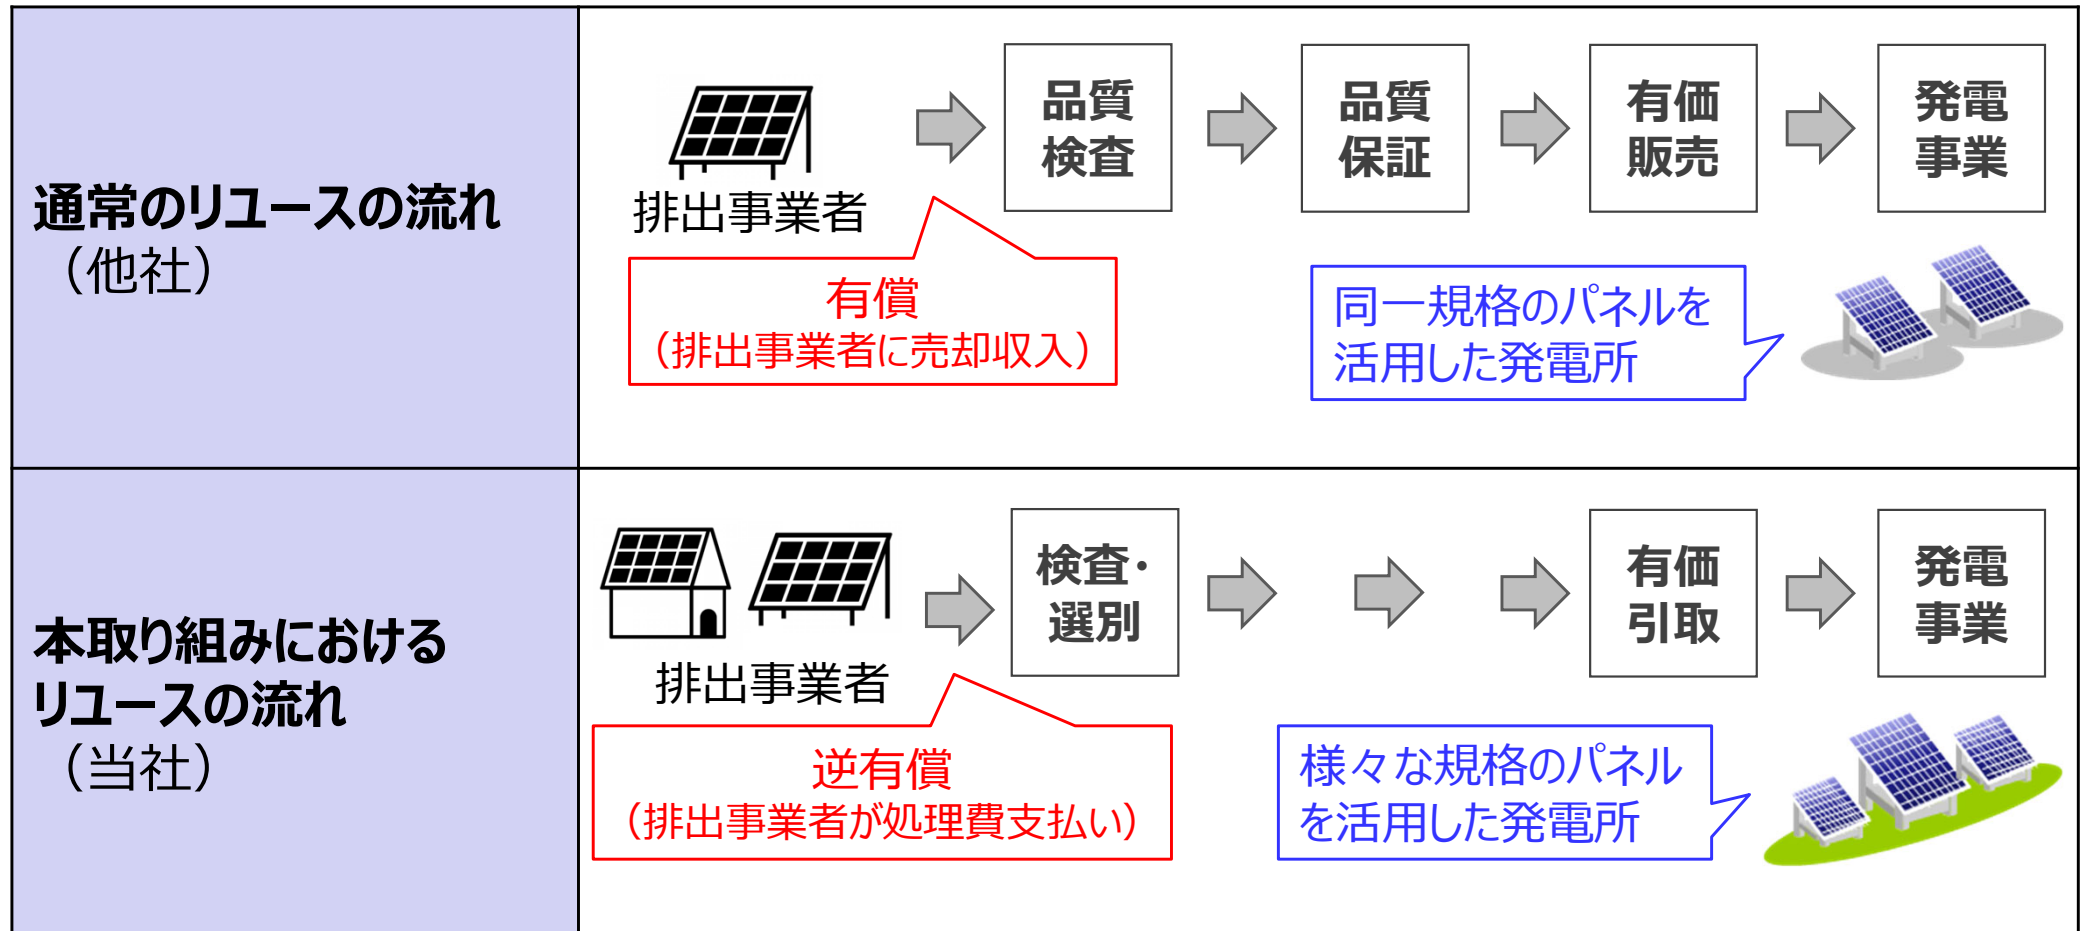 通常のリユースの流れ
（他社）
排出事業者
品質
検査
品質
保証
有価
販売
発電
事業
有償
（排出事業者に売却収入）
同一規格のパネルを
活用した発電所
本取り組みにおける
リユースの流れ
（当社）
排出事業者
検査・
選別
有価
引取
発電
事業
逆有償
（排出事業者が処理費支払い）
様々な規格のパネル
を活用した発電所